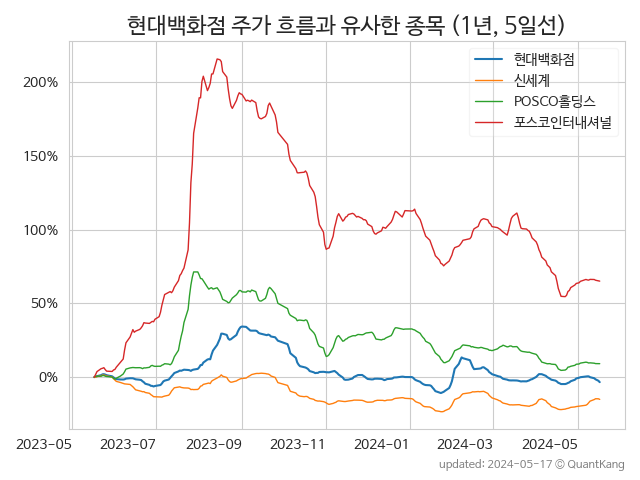 현대백화점 주가 흐름과 유사한 종목 (1년, 5일선)
현대백화점
신세계
POSCO홀딩스
포스코인터내셔널
200%
150%
100%
50%
0%
2023-05 2023-07 2023-09 2023-11 2024-01 2024-03 2024-05
updated: 2024-05-17 © QuantKang